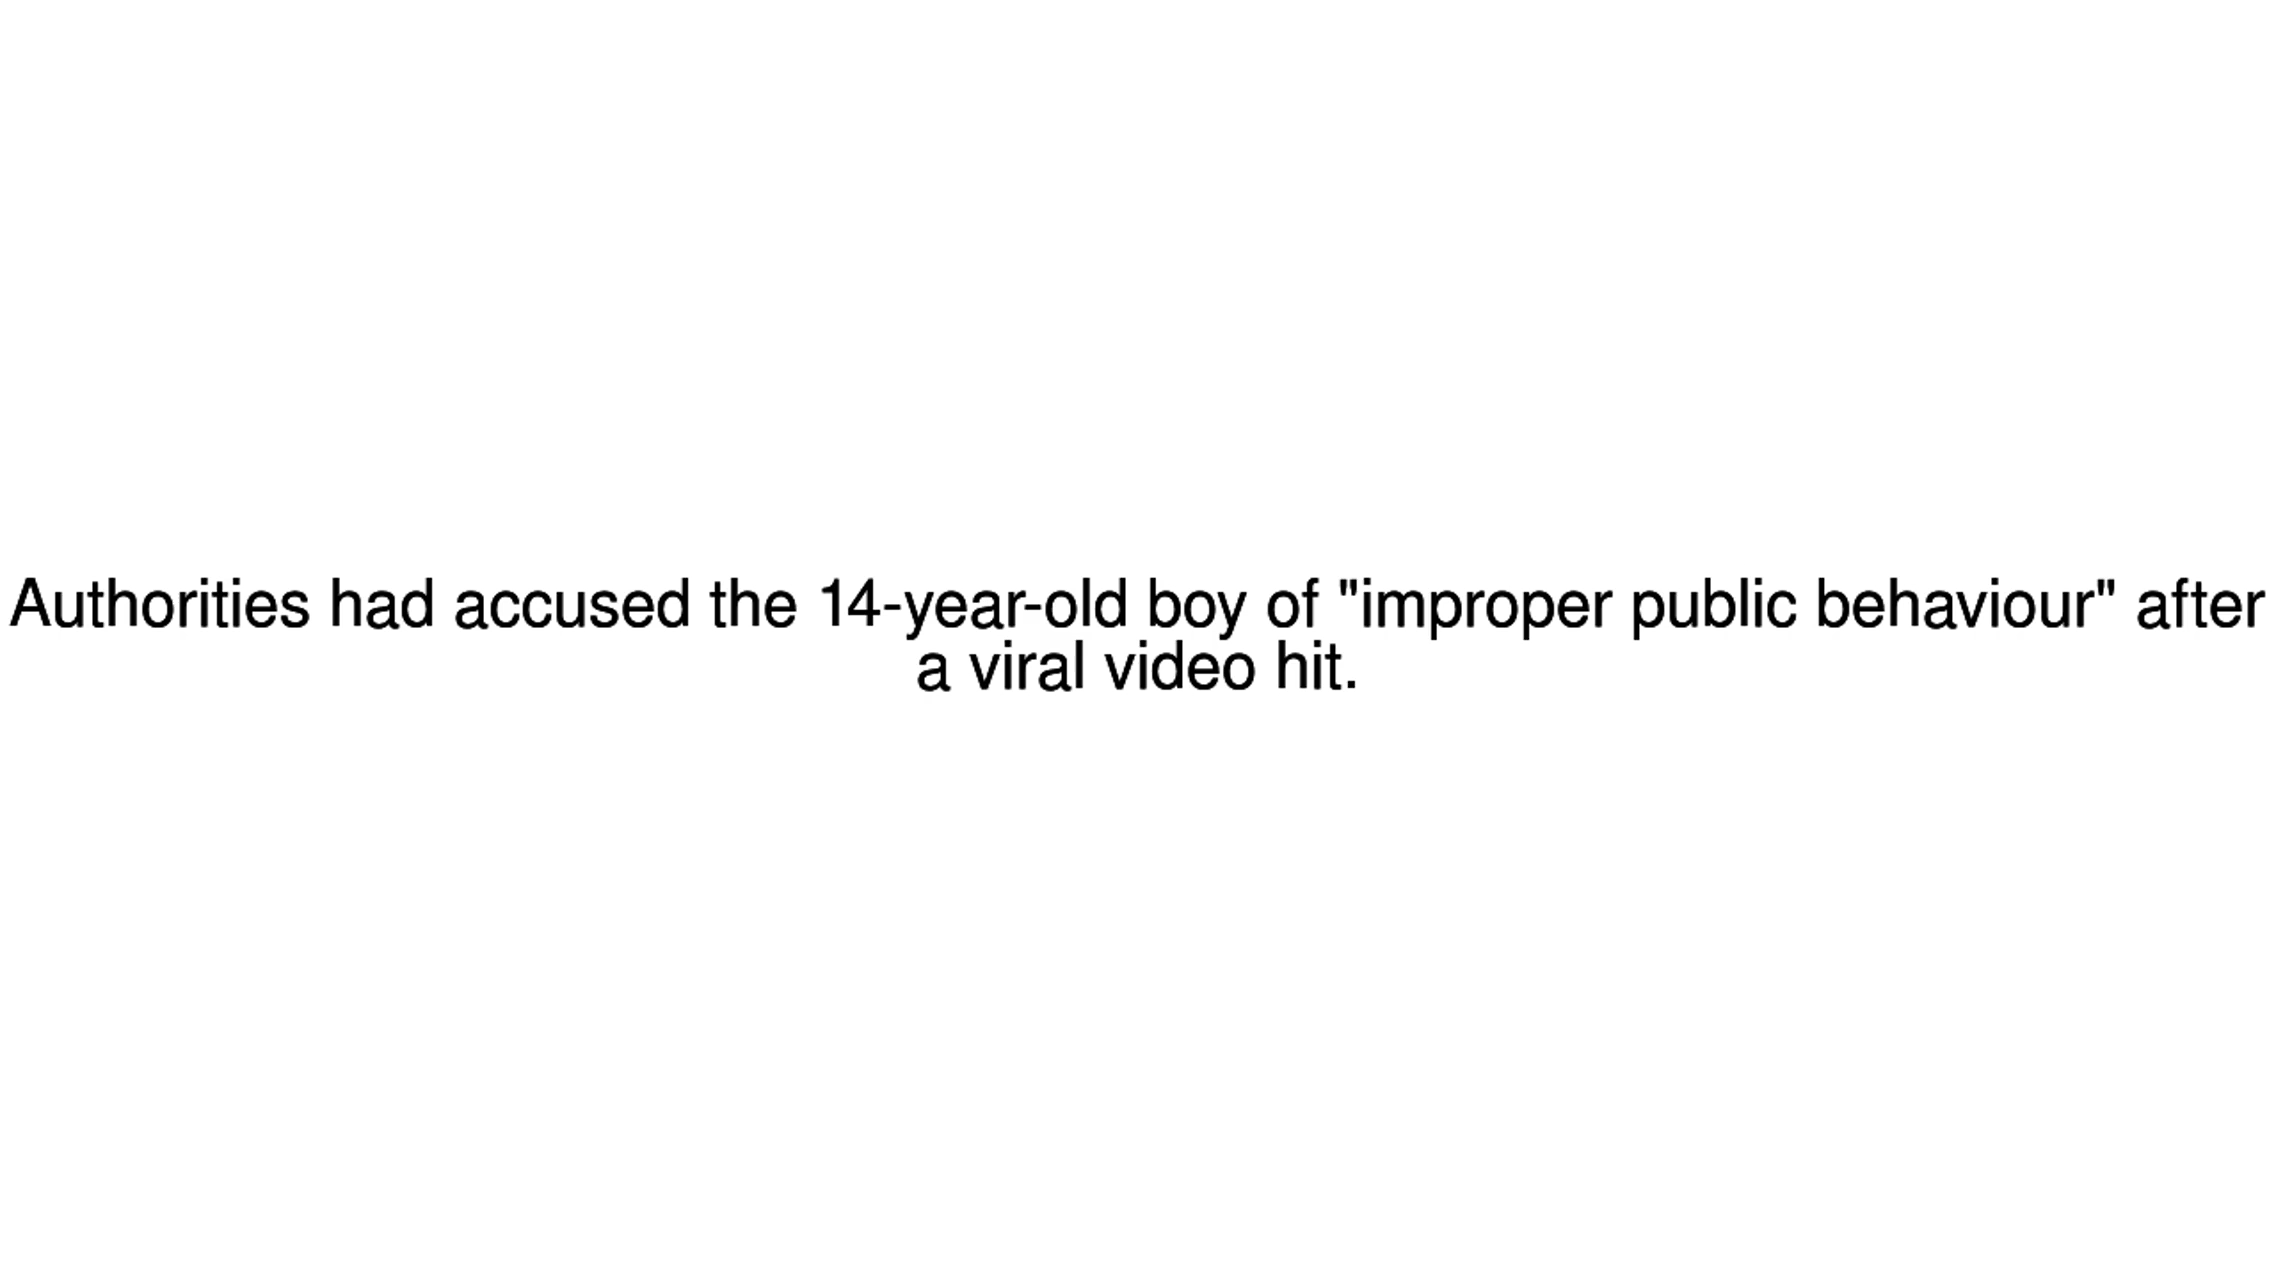 Authorities had accused the 14-year-old boy of "improper public behaviour" after
a viral video hit.